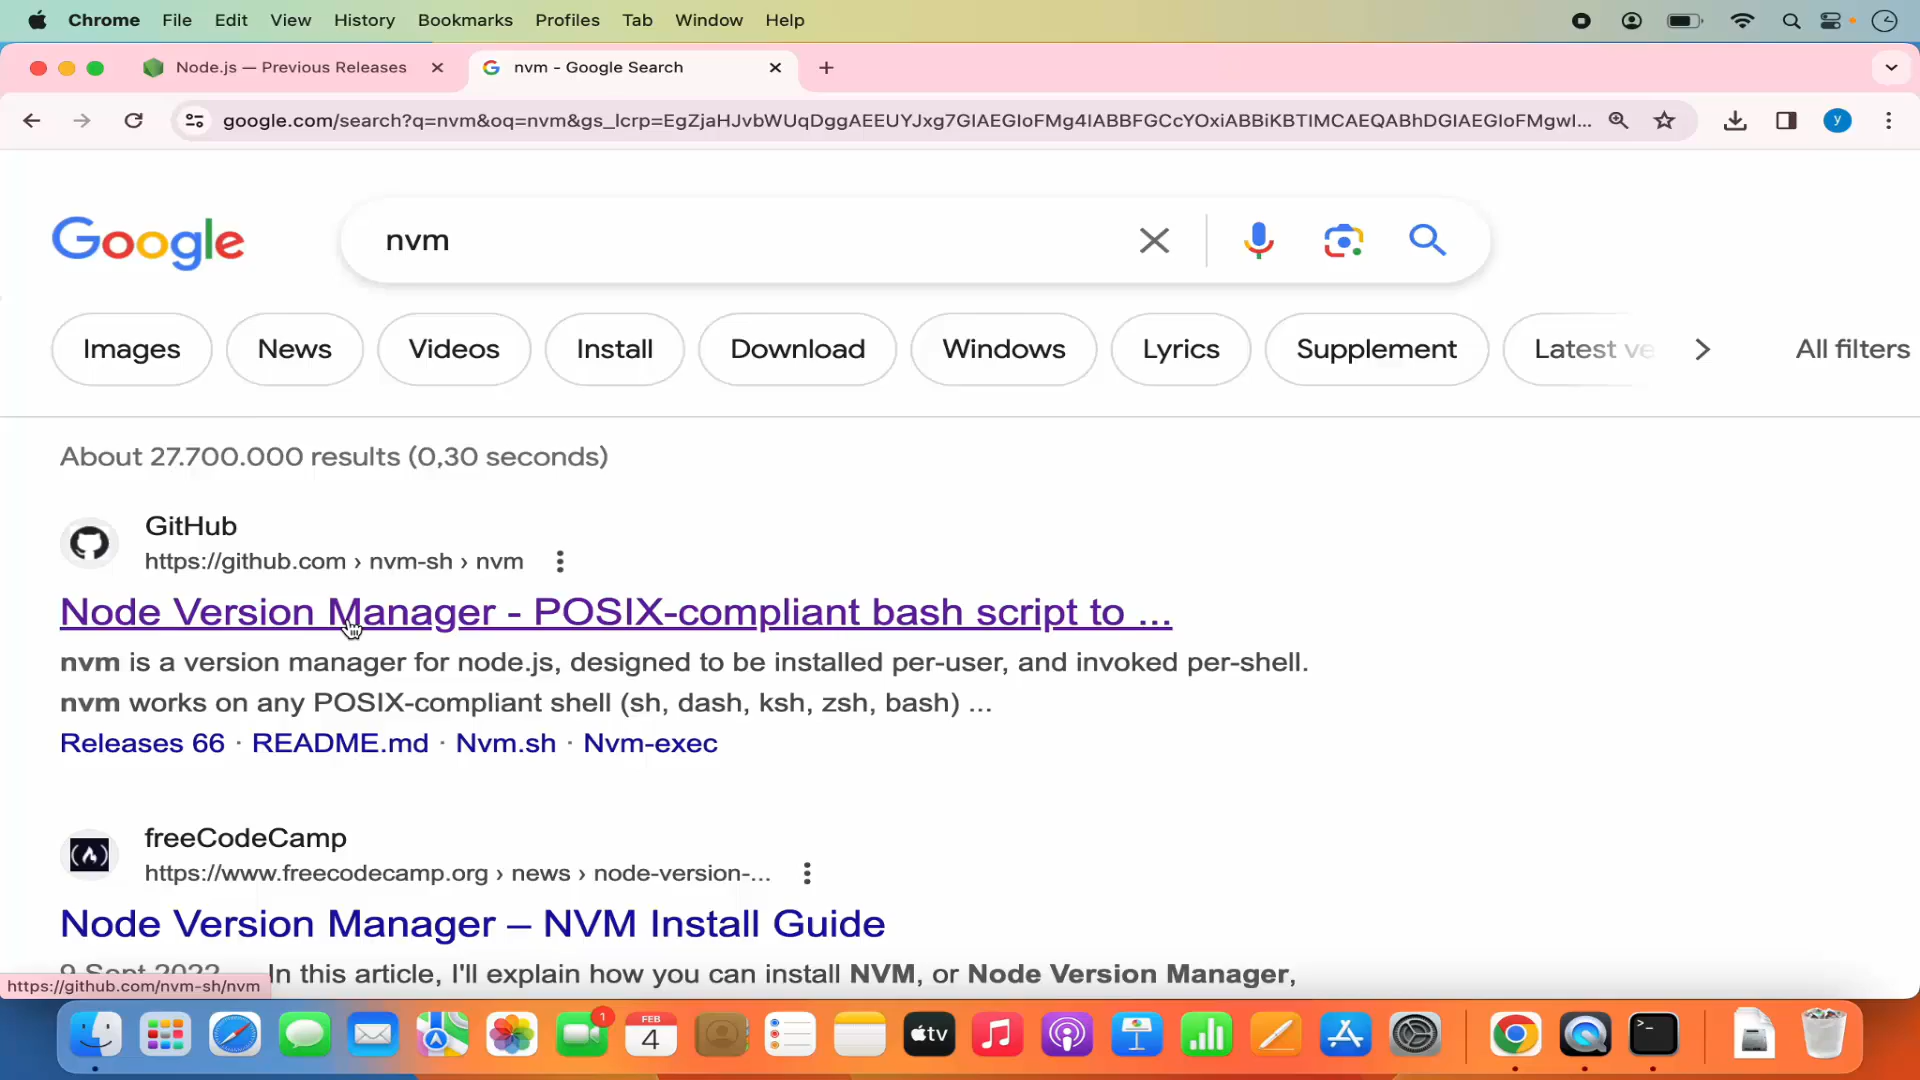 Chrome File Edit View History Bookmarks Profiles Tab Window Help
Node.js — Previous Releases
nvm - Google Search
google.com/search?q=nvm&oq=nvm&gs_lcrp=EgZjaHJvbWUqDggAEEUYJxg7GIAEGIoFMg4IABBFGCcYOxiABBiKBTIMCAEQABhDGIAEGIoFMgwI...
y
Google
nvm
Images News Videos Install Download Windows Lyrics Supplement Latest ve All filters
About 27.700.000 results (0,30 seconds)
GitHub
https://github.com › nvm-sh › nvm
Node Version Manager - POSIX-compliant bash script to ...
nvm is a version manager for node.js, designed to be installed per-user, and invoked per-shell.
nvm works on any POSIX-compliant shell (sh, dash, ksh, zsh, bash) ...
Releases 66 · README.md · Nvm.sh · Nvm-exec
freeCodeCamp
https://www.freecodecamp.org › news › node-version-...
Node Version Manager – NVM Install Guide
9 Sept 2022 In this article, I'll explain how you can install NVM, or Node Version Manager,
https://github.com/nvm-sh/nvm
1
FEB
4
tv